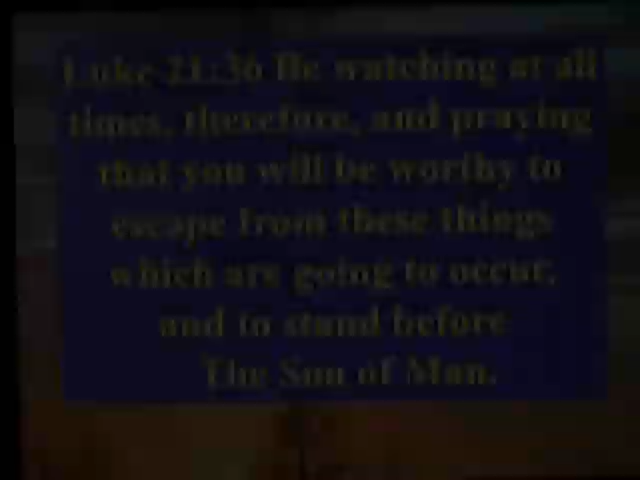 Luke 21:36 Be watching at all
times, therefore, and praying
that you will be worthy to
escape from these things
which are going to occur,
and to stand before
The Son of Man.